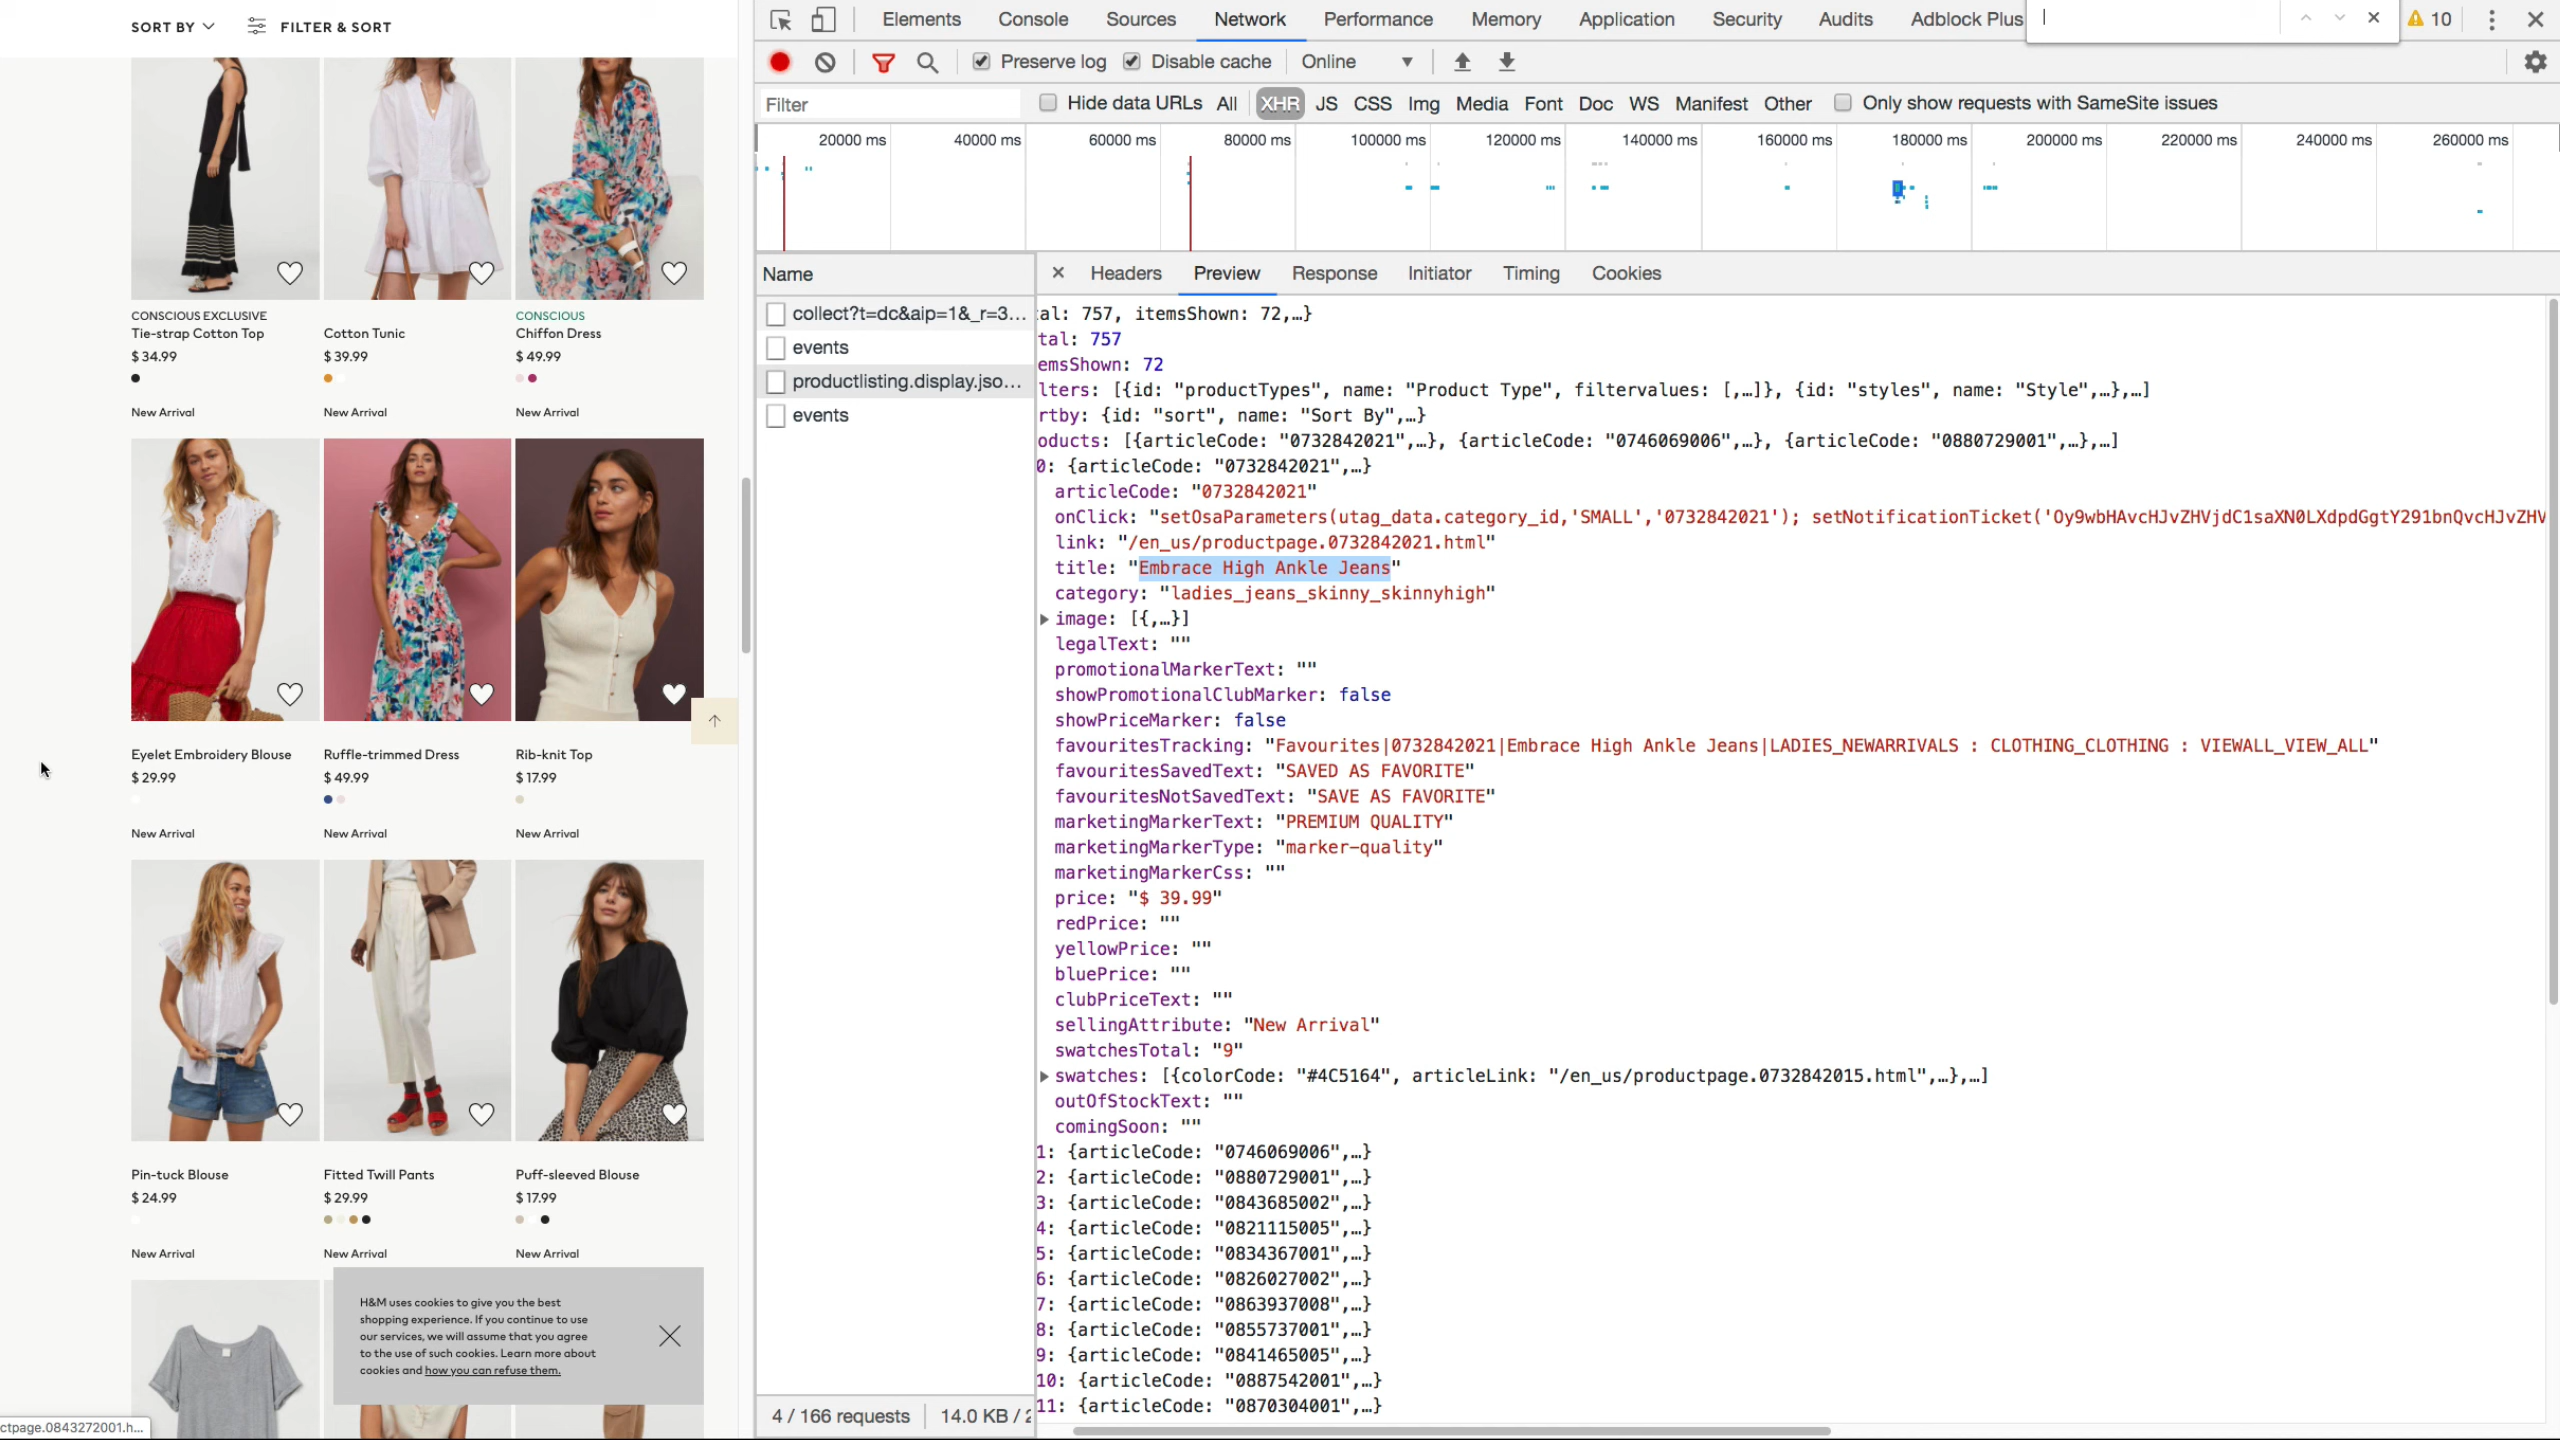 SORT BY FILTER & SORT
CONSCIOUS EXCLUSIVE
Tie-strap Cotton Top
$ 34.99
New Arrival
Cotton Tunic
$ 39.99
New Arrival
CONSCIOUS
Chiffon Dress
$ 49.99
New Arrival
Eyelet Embroidery Blouse
$ 29.99
New Arrival
Ruffle-trimmed Dress
$ 49.99
New Arrival
Rib-knit Top
$ 17.99
New Arrival
Pin-tuck Blouse
$ 24.99
New Arrival
Fitted Twill Pants
$ 29.99
New Arrival
Puff-sleeved Blouse
$ 17.99
New Arrival
H&M uses cookies to give you the best
shopping experience. If you continue to use
our services, we will assume that you agree
to the use of such cookies. Learn more about
cookies and how you can refuse them.
ctpage.0843272001.h...
Elements Console Sources Network Performance Memory Application Security Audits Adblock Plus 10
Preserve log Disable cache Online
Filter Hide data URLs All XHR JS CSS Img Media Font Doc WS Manifest Other Only show requests with SameSite issues
20000 ms 40000 ms 60000 ms 80000 ms 100000 ms 120000 ms 140000 ms 160000 ms 180000 ms 200000 ms 220000 ms 240000 ms 260000 ms
Name
collect?t=dc&aip=1&_r=3...
events
productlisting.display.jso...
events
4 / 166 requests 14.0 KB / 2
Headers Preview Response Initiator Timing Cookies
al: 757, itemsShown: 72,…}
tal: 757
emsShown: 72
lters: [{id: "productTypes", name: "Product Type", filtervalues: [,…]}, {id: "styles", name: "Style",…},…]
rtby: {id: "sort", name: "Sort By",…}
oducts: [{articleCode: "0732842021",…}, {articleCode: "0746069006",…}, {articleCode: "0880729001",…},…]
0: {articleCode: "0732842021",…}
articleCode: "0732842021"
onClick: "setOsaParameters(utag_data.category_id,'SMALL','0732842021'); setNotificationTicket('Oy9wbHAvcHJvZHVjdC1saXN0LXdpdGgtY291bnQvcHJvZHV
link: "/en_us/productpage.0732842021.html"
title: "Embrace High Ankle Jeans"
category: "ladies_jeans_skinny_skinnyhigh"
image: [{,…}]
legalText: ""
promotionalMarkerText: ""
showPromotionalClubMarker: false
showPriceMarker: false
favouritesTracking: "Favourites|0732842021|Embrace High Ankle Jeans|LADIES_NEWARRIVALS : CLOTHING_CLOTHING : VIEWALL_VIEW_ALL"
favouritesSavedText: "SAVED AS FAVORITE"
favouritesNotSavedText: "SAVE AS FAVORITE"
marketingMarkerText: "PREMIUM QUALITY"
marketingMarkerType: "marker-quality"
marketingMarkerCss: ""
price: "$ 39.99"
redPrice: ""
yellowPrice: ""
bluePrice: ""
clubPriceText: ""
sellingAttribute: "New Arrival"
swatchesTotal: "9"
swatches: [{colorCode: "#4C5164", articleLink: "/en_us/productpage.0732842015.html",…},…]
outOfStockText: ""
comingSoon: ""
1: {articleCode: "0746069006",…}
2: {articleCode: "0880729001",…}
3: {articleCode: "0843685002",…}
4: {articleCode: "0821115005",…}
5: {articleCode: "0834367001",…}
6: {articleCode: "0826027002",…}
7: {articleCode: "0863937008",…}
8: {articleCode: "0855737001",…}
9: {articleCode: "0841465005",…}
10: {articleCode: "0887542001",…}
11: {articleCode: "0870304001",…}